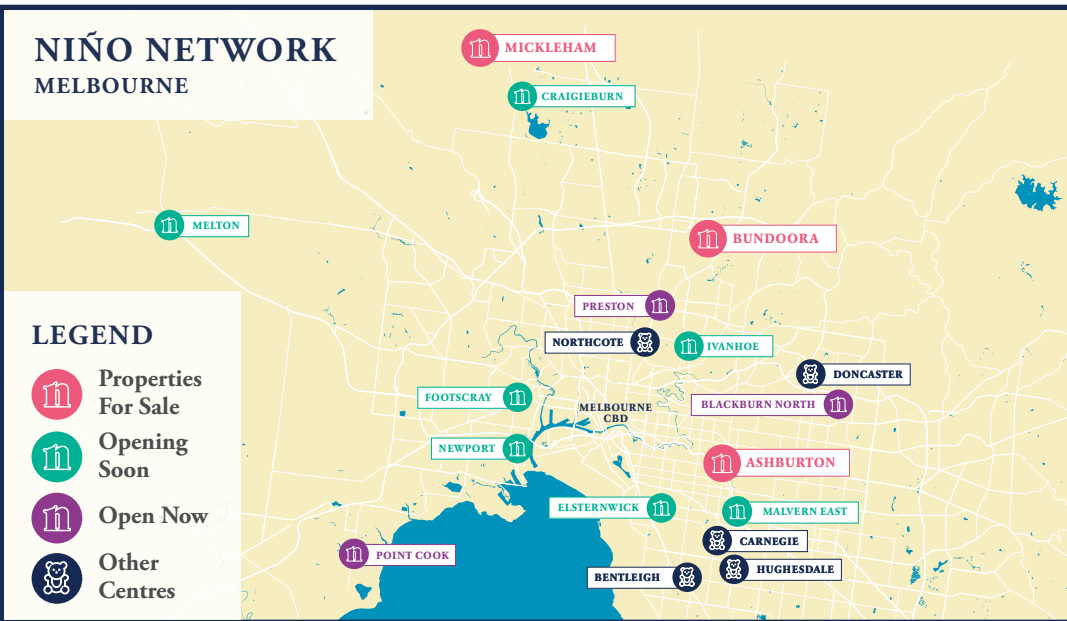 NIÑO NETWORK
MELBOURNE
MICKLEHAM
CRAIGIEBURN
MELTON
BUNDOORA
PRESTON
NORTHCOTE
IVANHOE
DONCASTER
FOOTSCRAY
BLACKBURN NORTH
MELBOURNE
CBD
NEWPORT
ASHBURTON
ELSTERNWICK
MALVERN EAST
CARNEGIE
POINT COOK
HUGHESDALE
BENTLEIGH
LEGEND
Properties
For Sale
Opening
Soon
Open Now
Other
Centres